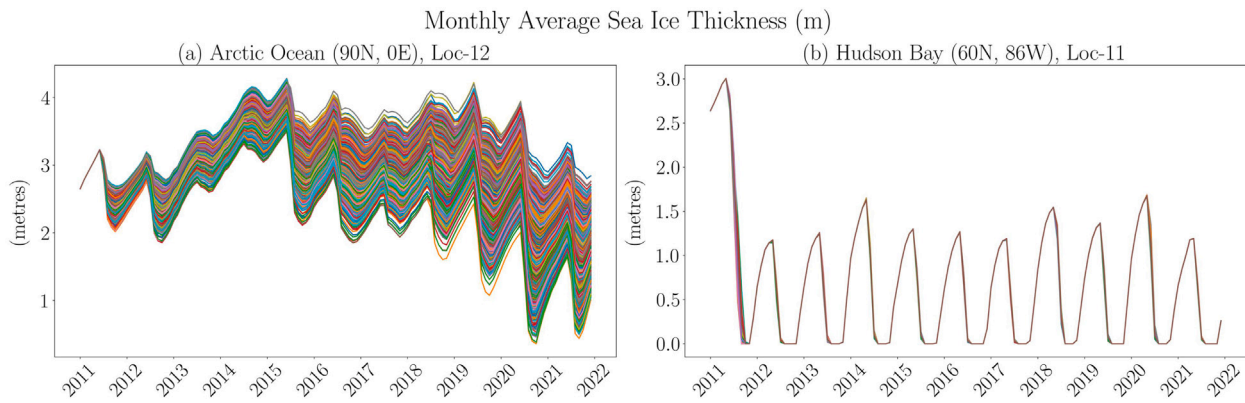 Monthly Average Sea Ice Thickness (m)
(a) Arctic Ocean (90N, 0E), Loc-12
(metres)
4
3
2
1
2011 2012 2013 2014 2015 2016 2017 2018 2019 2020 2021 2022
(b) Hudson Bay (60N, 86W), Loc-11
(metres)
3.0
2.5
2.0
1.5
1.0
0.5
0.0
2011 2012 2013 2014 2015 2016 2017 2018 2019 2020 2021 2022